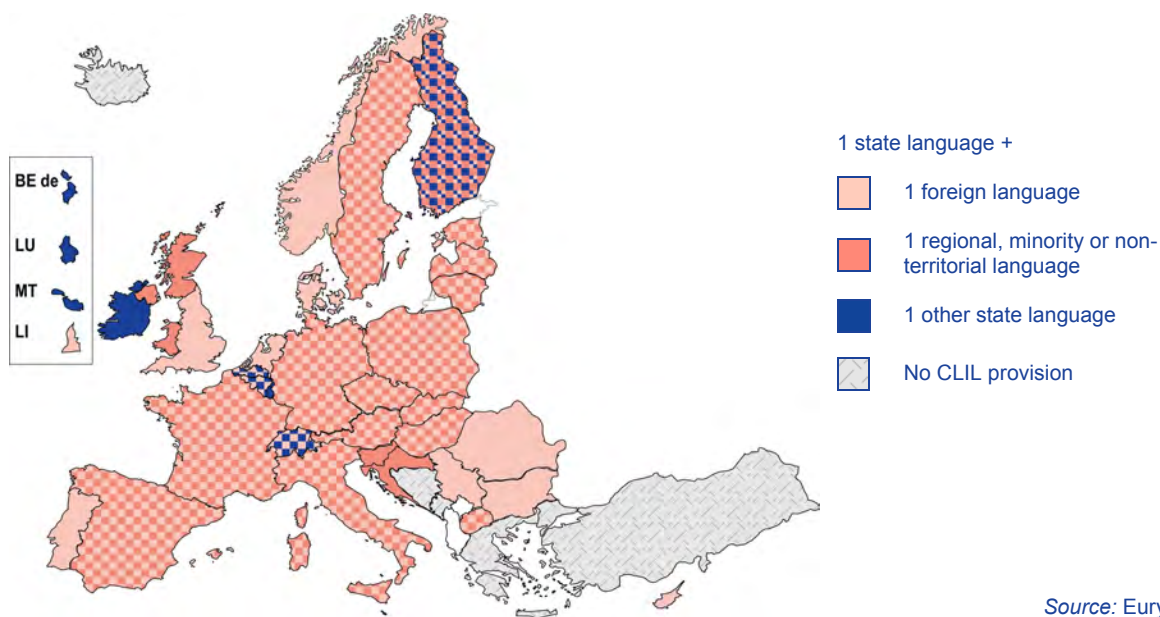 BE de
LU
MT
LI
1 state language +
1 foreign language
1 regional, minority or non-
territorial language
1 other state language
No CLIL provision
Source: Eury